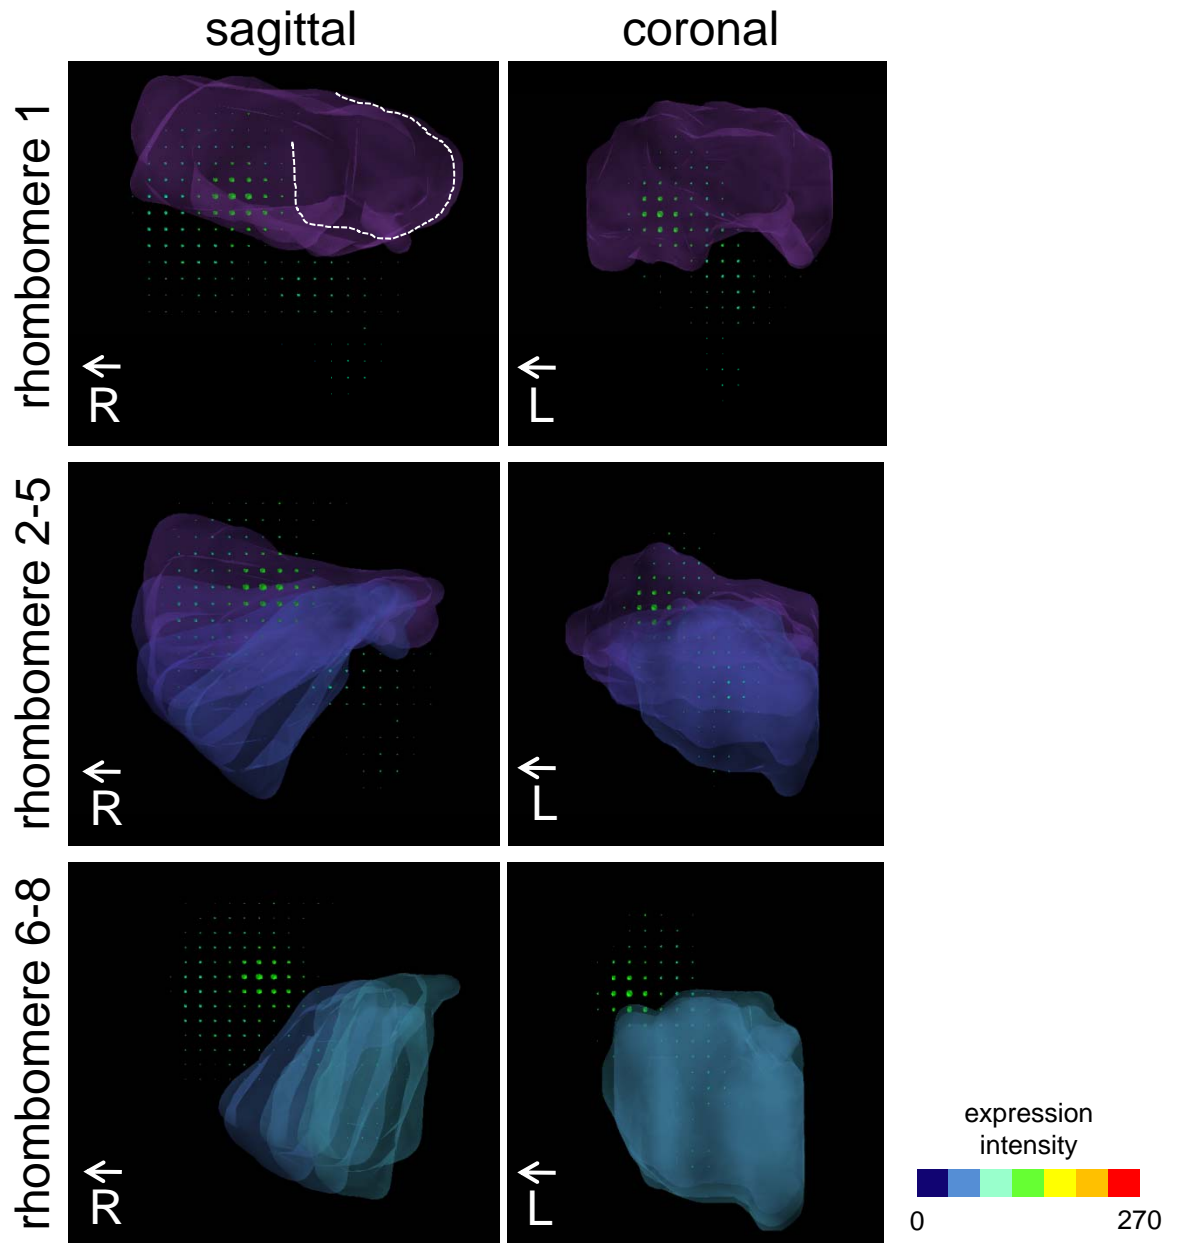 sagittal
coronal
rhombomere 1
R
L
rhombomere 2-5
R
L
rhombomere 6-8
R
L
expression
intensity
0
270